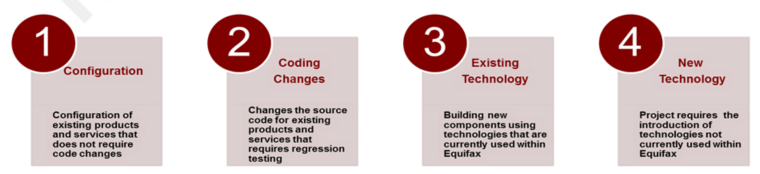 1
Configuration
Configuration of
existing products
and services that
does not require
code changes
2
Coding
Changes
Changes the source
code for existing
products and
services that
requires regression
testing
3
Existing
Technology
Building new
components using
technologies that are
currently used within
Equifax
4
New
Technology
Project requires the
introduction of
technologies not
currently used within
Equifax